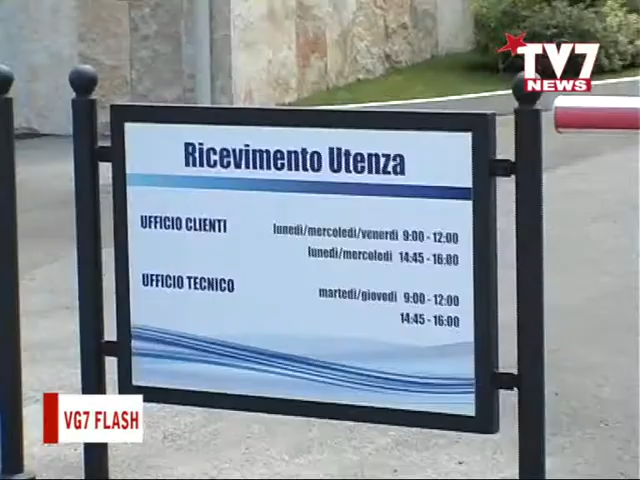 TV7
NEWS
Ricevimento Utenza
UFFICIO CLIENTI lunedì/mercoledì/venerdì 9:00 - 12:00
lunedì/mercoledì 14:45 - 16:00
UFFICIO TECNICO martedì/giovedì 9:00 - 12:00
14:45 - 16:00
VG7 FLASH